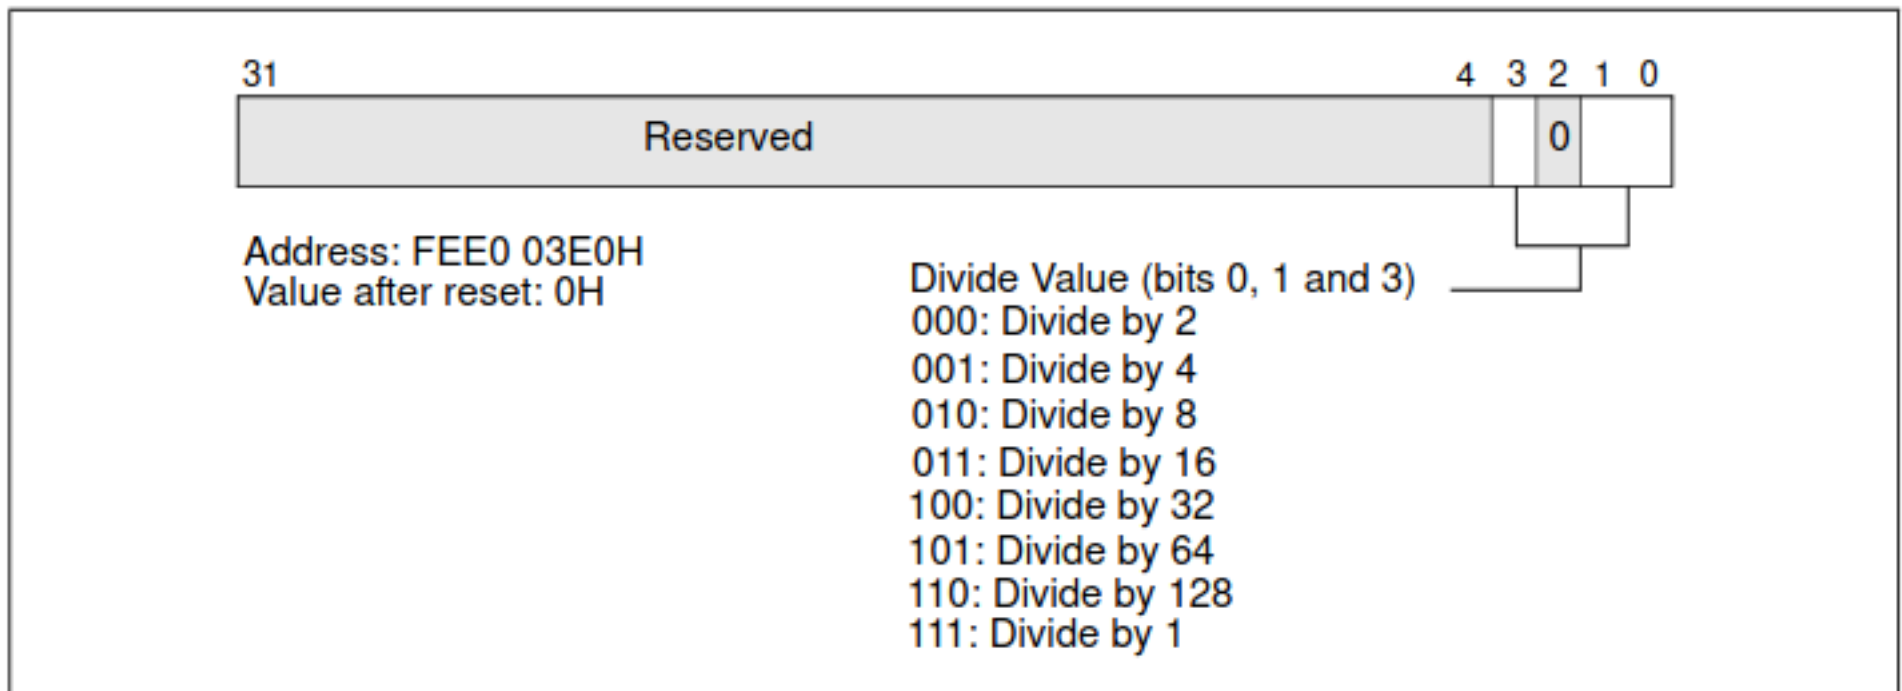 31 4 3 2 1 0
Reserved 0
Address: FEE0 03E0H
Value after reset: 0H
Divide Value (bits 0, 1 and 3)
000: Divide by 2
001: Divide by 4
010: Divide by 8
011: Divide by 16
100: Divide by 32
101: Divide by 64
110: Divide by 128
111: Divide by 1